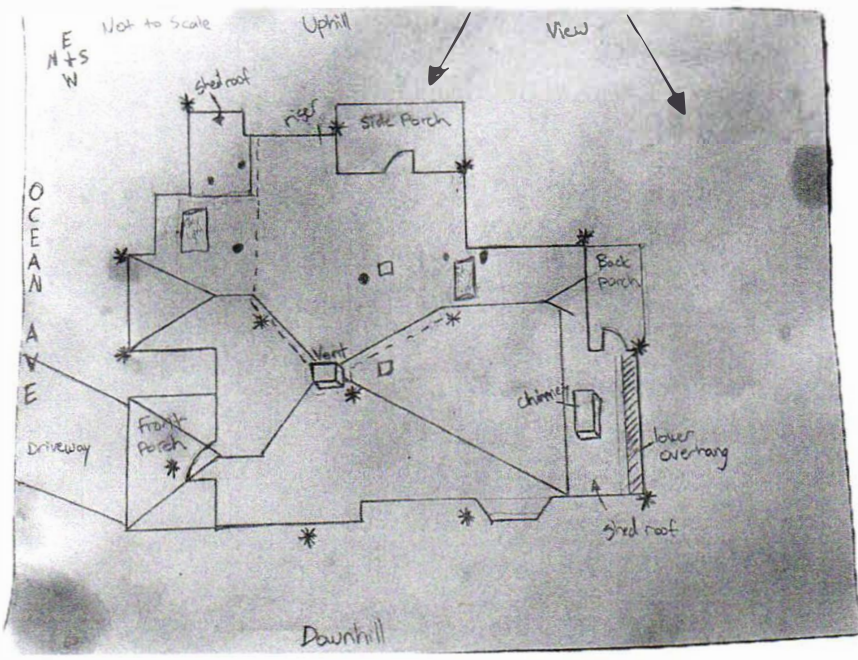 Not to Scale
Uphill
View
E
N S
W
shed roof
riser
Side Porch
OCEAN AVE
Back
porch
Vent
chimney
Front
porch
Driveway
lower
overhang
shed roof
Downhill